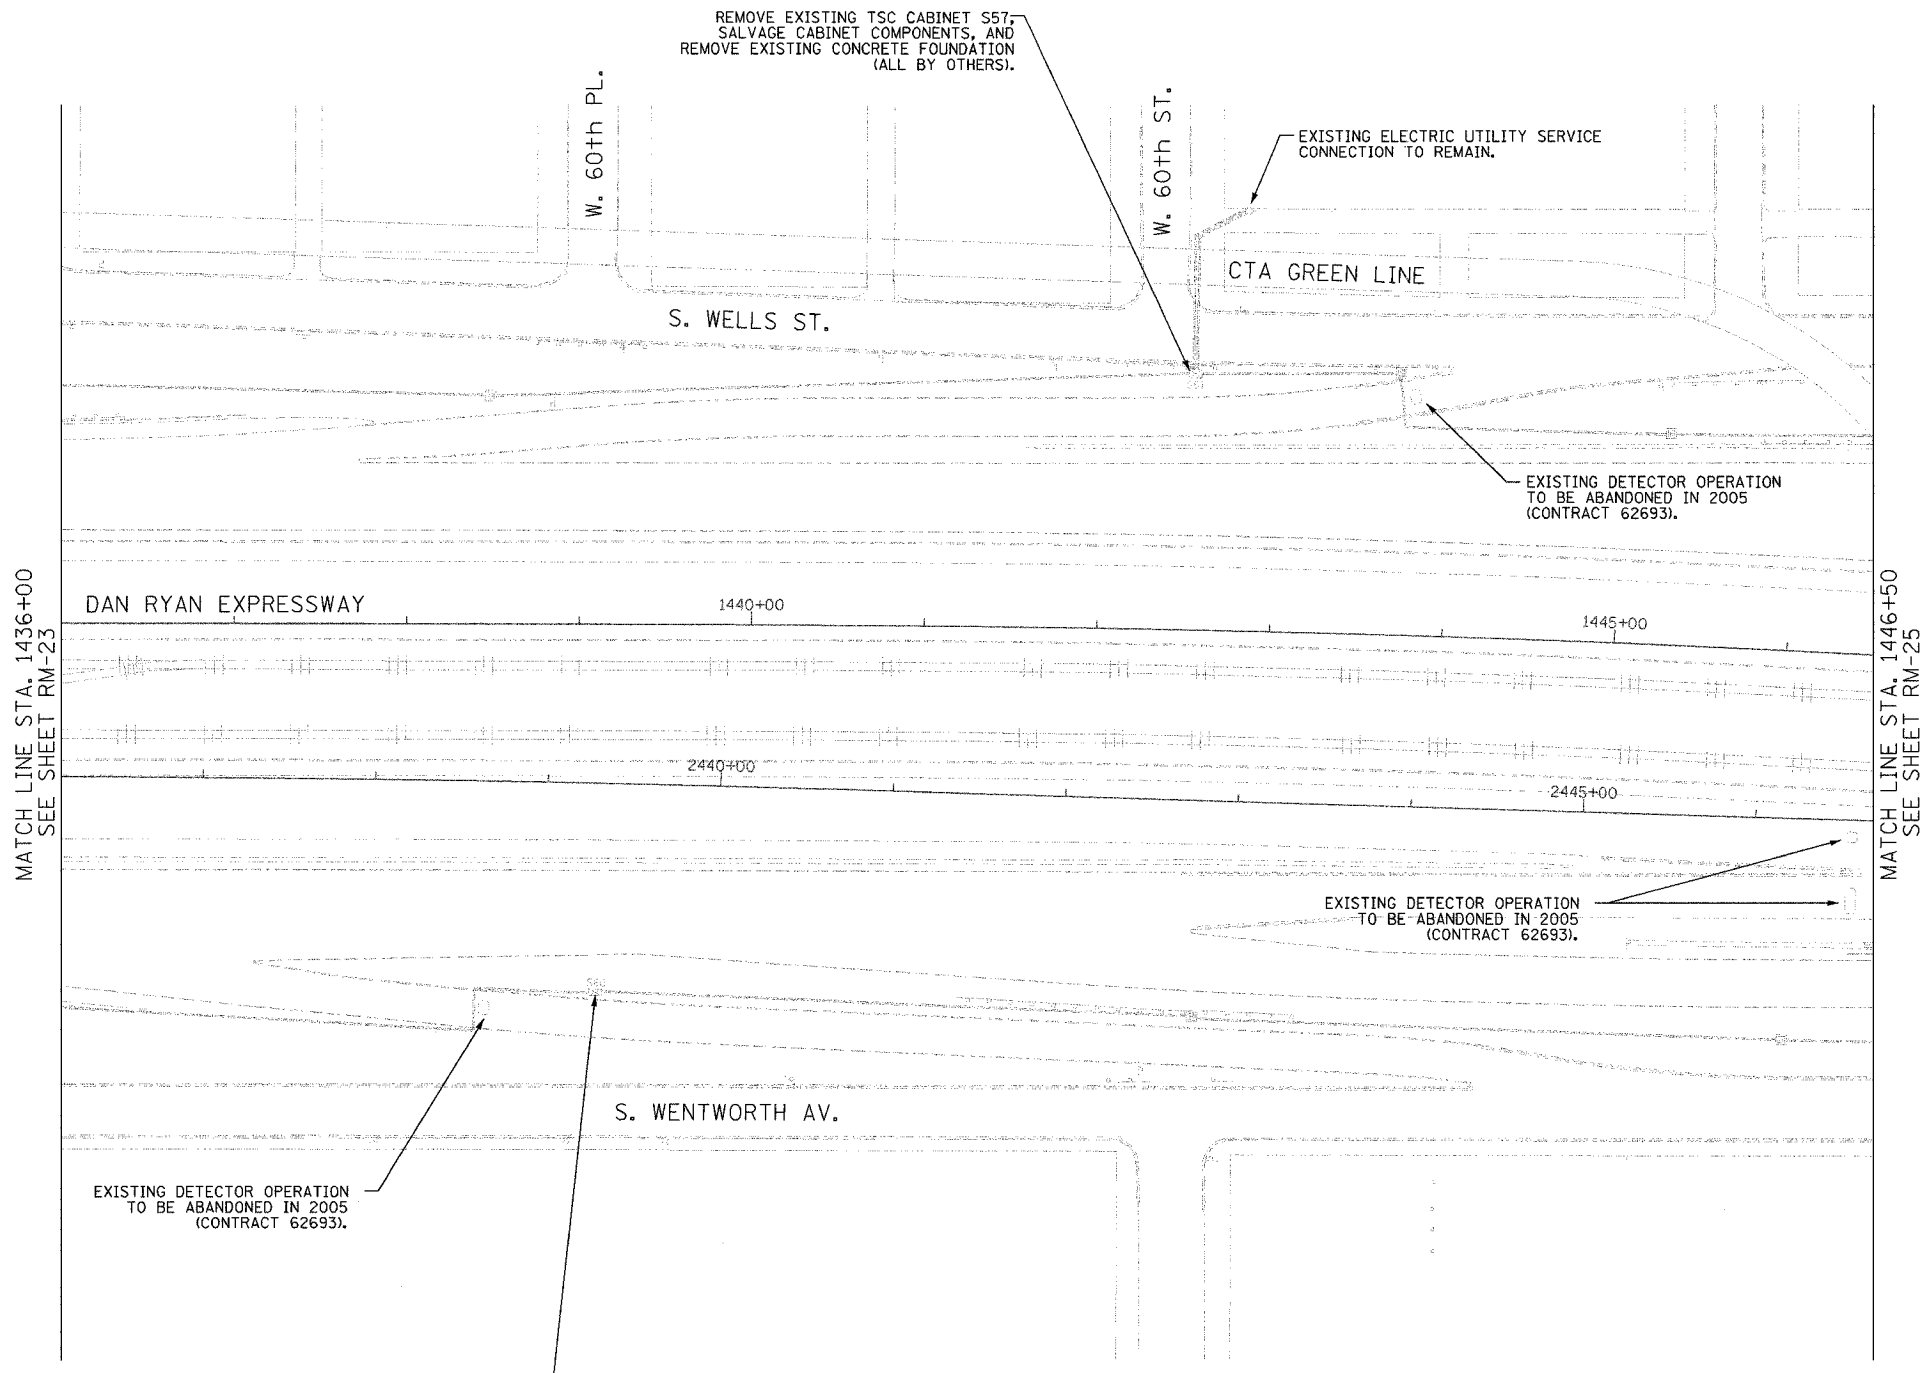 REMOVE EXISTING TSC CABINET S57,
SALVAGE CABINET COMPONENTS, AND
REMOVE EXISTING CONCRETE FOUNDATION
(ALL BY OTHERS).
W. 60th PL.
W. 60th ST.
EXISTING ELECTRIC UTILITY SERVICE
CONNECTION TO REMAIN.
CTA GREEN LINE
S. WELLS ST.
EXISTING DETECTOR OPERATION
TO BE ABANDONED IN 2005
(CONTRACT 62693).
MATCH LINE STA. 1436+00
SEE SHEET RM-23
DAN RYAN EXPRESSWAY
1440+00
1445+00
MATCH LINE STA. 1446+50
SEE SHEET RM-25
2440+00
2445+00
EXISTING DETECTOR OPERATION
TO BE ABANDONED IN 2005
(CONTRACT 62693).
S. WENTWORTH AV.
EXISTING DETECTOR OPERATION
TO BE ABANDONED IN 2005
(CONTRACT 62693).